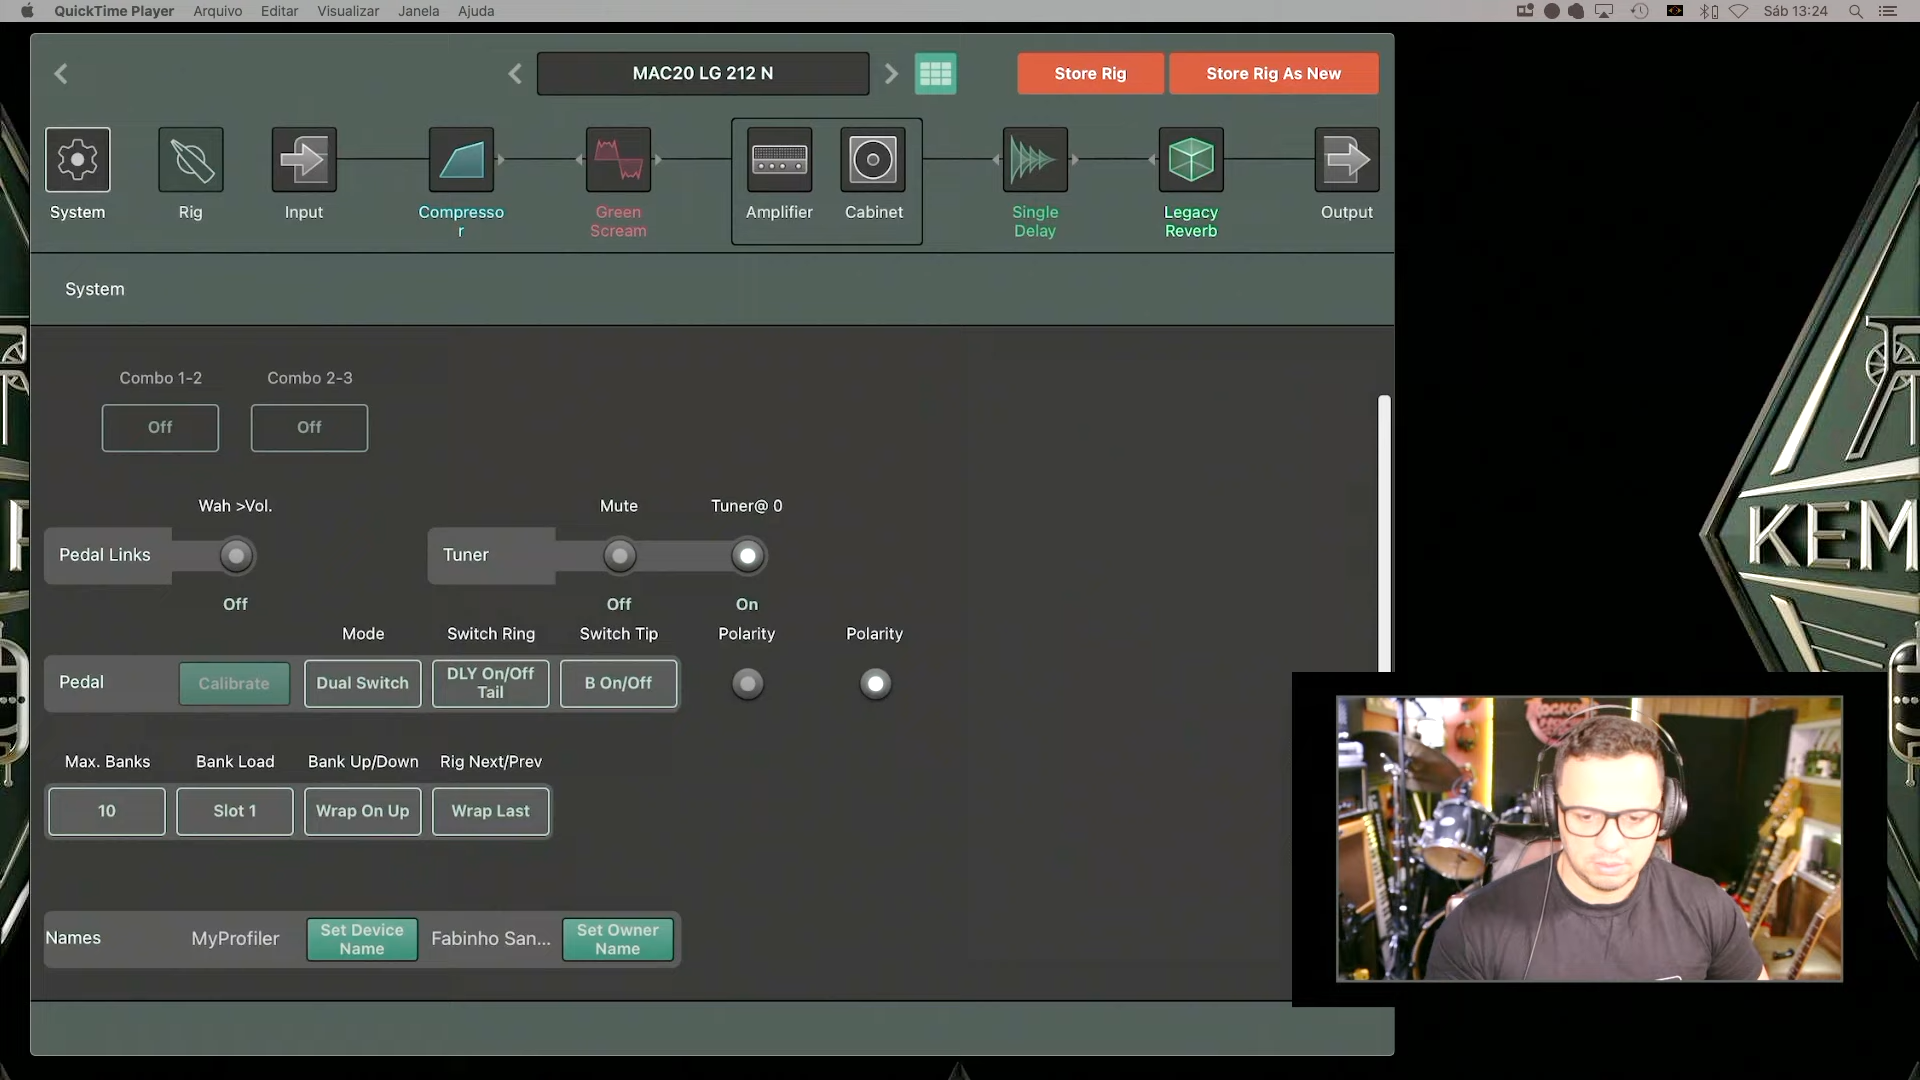 QuickTime Player Arquivo Editar Visualizar Janela Ajuda Sáb 13:24
MAC20 LG 212 N
Store Rig
Store Rig As New
System
Rig
Input
Compresso
r
Green
Scream
Amplifier
Cabinet
Single
Delay
Legacy
Reverb
Output
System
Combo 1-2
Combo 2-3
Off
Off
Wah >Vol.
Mute
Tuner@ 0
Pedal Links
Tuner
Off
Off
On
Mode
Switch Ring
Switch Tip
Polarity
Polarity
Pedal
Calibrate
Dual Switch
DLY On/Off
Tail
B On/Off
Max. Banks
Bank Load
Bank Up/Down
Rig Next/Prev
10
Slot 1
Wrap On Up
Wrap Last
Names
MyProfiler
Set Device
Name
Fabinho San...
Set Owner
Name
KEM